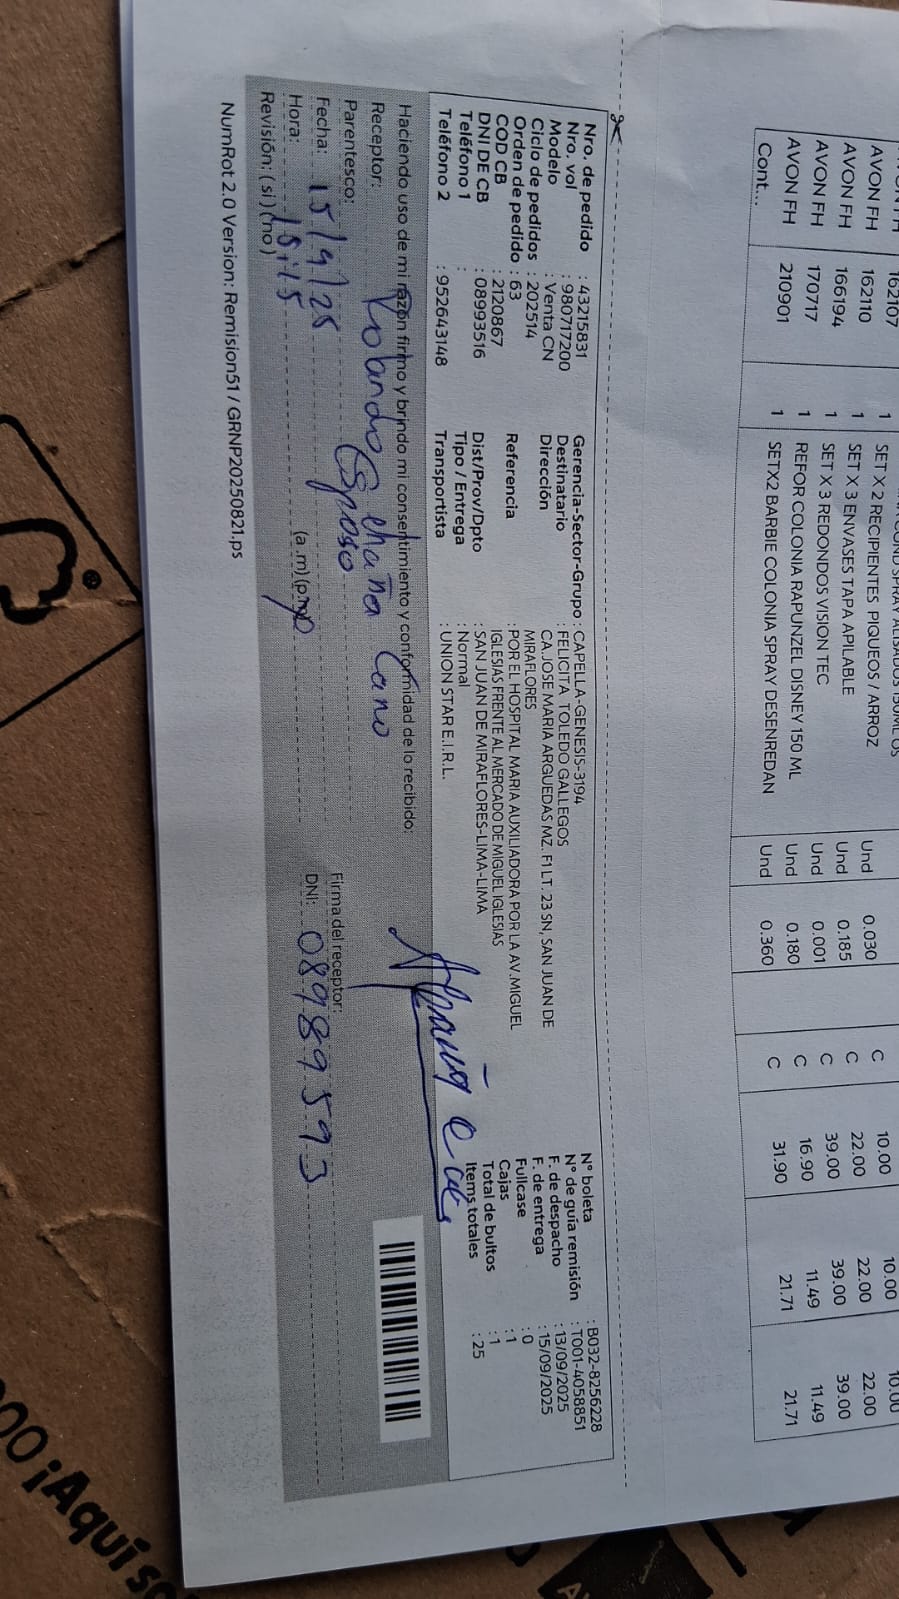 162107 1 10.00 10.00 10.00
AVON FH 162110 1 SET X 2 RECIPIENTES PIQUEOS / ARROZ Und 0.030 C 22.00 22.00 22.00
AVON FH 166194 1 SET X 3 ENVASES TAPA APILABLE Und 0.185 C 39.00 39.00 39.00
AVON FH 170717 1 SET X 3 REDONDOS VISION TEC Und 0.001 C 16.90 11.49 11.49
AVON FH 210901 1 REFOR COLONIA RAPUNZEL DISNEY 150 ML Und 0.180 C 31.90 21.71 21.71
Cont... 1 SETX2 BARBIE COLONIA SPRAY DESENREDAN Und 0.360 C
Nro. de pedido : 43215831
Nro. vol : 980717200
Modelo : Venta CN
Ciclo de pedidos : 202514
Orden de pedido : 63
COD CB : 2120867
DNI DE CB : 08993516
Teléfono 1 :
Teléfono 2 : 952643148
Gerencia-Sector-Grupo : CAPELLA-GENESIS-3194
Destinatario : FELICITA TOLEDO GALLEGOS
Dirección : CA.JOSE MARIA ARGUEDAS MZ. F1 LT. 23 SN, SAN JUAN DE
MIRAFLORES
Referencia : POR EL HOSPITAL MARIA AUXILIADORA POR LA AV.MIGUEL
IGLESIAS FRENTE AL MERCADO DE MIGUEL IGLESIAS
Dist/Prov/Dpto : SAN JUAN DE MIRAFLORES-LIMA-LIMA
Tipo / Entrega : Normal
Transportista : UNION STAR E.I.R.L.
N° boleta : B032-8256228
N° de guía remisión : T001-4058851
F. de despacho : 13/09/2025
F. de entrega : 15/09/2025
Fullcase : 0
Cajas : 1
Total de bultos : 1
Items totales : 25
Haciendo uso de mi razón firmo y brindo mi consentimiento y conformidad de lo recibido:
Receptor: Rolando Chaña Cano
Parentesco: Esposo
Fecha: 15/9/25
Hora: 15:15 (a.m)(p.m)
Revisión: ( si ) ( no )
Firma del receptor:
DNI: 08989593
NumRot 2.0 Version: Remision51 / GRNP20250821.ps
®
¡Aquí